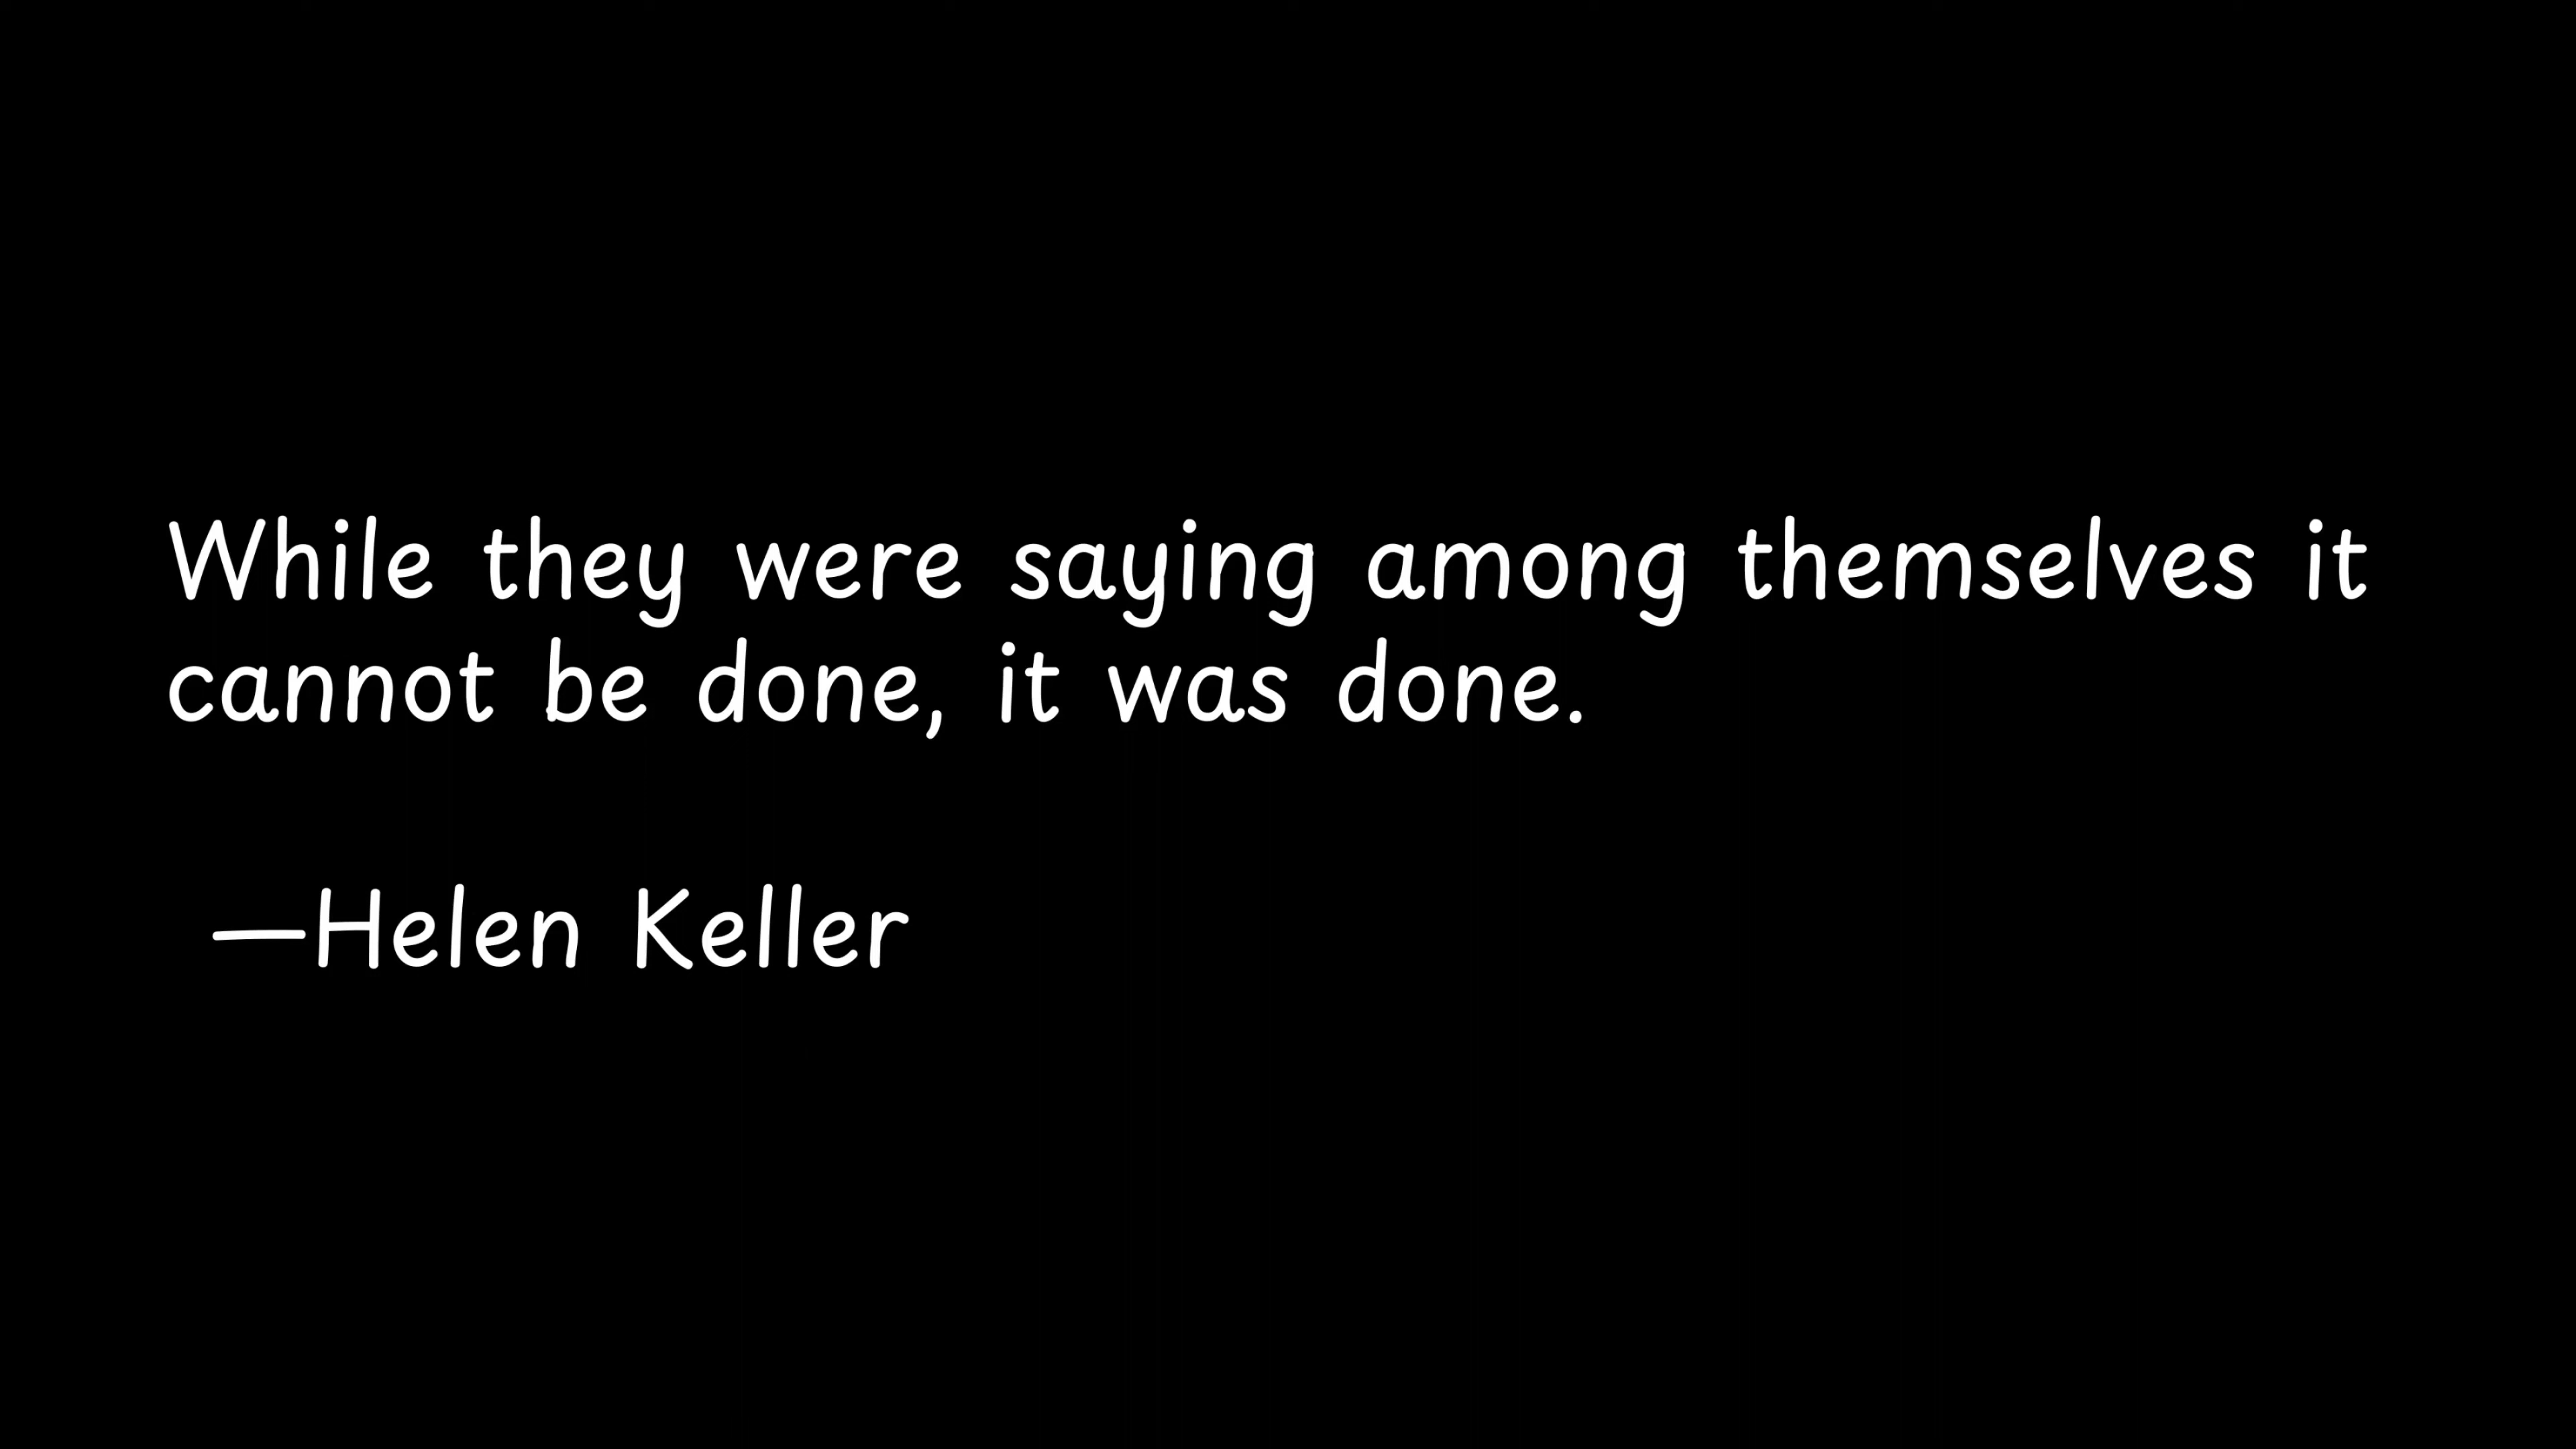 While they were saying among themselves it
cannot be done, it was done.
—Helen Keller